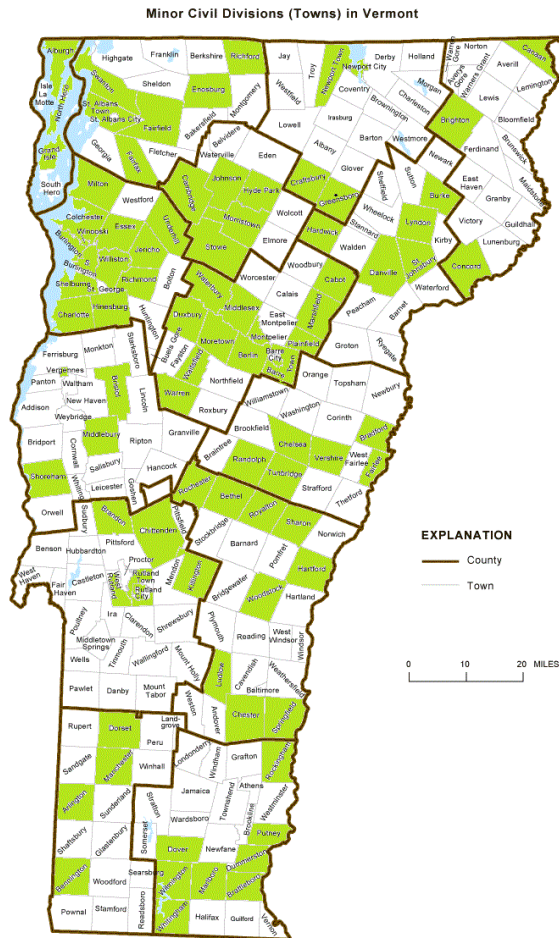 Minor Civil Divisions (Towns) in Vermont
Alburgh
Highgate
Franklin
Berkshire
Richford
Jay
Troy
Newport Town
Newport City
Derby
Holland
Norton
Warren Gore
Averys Gore
Warners Grant
Averill
Canaan
Isle La Motte
North Hero
Swanton
Sheldon
Enosburg
Montgomery
Westfield
Coventry
Morgan
Charleston
Brownington
Lewis
Lemington
Bloomfield
St. Albans Town
St. Albans City
Fairfield
Bakersfield
Lowell
Irasburg
Barton
Westmore
Brighton
Ferdinand
Brunswick
Grand Isle
Georgia
Fairfax
Fletcher
Waterville
Belvidere
Eden
Albany
Glover
Sutton
Newark
East Haven
Maidstone
South Hero
Milton
Westford
Cambridge
Johnson
Hyde Park
Craftsbury
Greensboro
Sheffield
Wheelock
Burke
Granby
Victory
Guildhall
Colchester
Winooski
Essex
Underhill
Morristown
Wolcott
Hardwick
Stannard
Lyndon
Kirby
Lunenburg
Burlington
S Burlington
Williston
Jericho
Stowe
Elmore
Woodbury
Walden
Danville
St Johnsbury
Concord
Shelburne
St. George
Richmond
Bolton
Waterbury
Worcester
Calais
Cabot
Waterford
Charlotte
Hinesburg
Huntington
Buels Gore
Duxbury
Middlesex
East Montpelier
Marshfield
Peacham
Barnet
Ferrisburg
Monkton
Starksboro
Fayston
Moretown
Montpelier
Plainfield
Groton
Ryegate
Vergennes
Panton
Waltham
New Haven
Bristol
Lincoln
Waitsfield
Berlin
Barre City
Barre Town
Warren
Northfield
Orange
Topsham
Newbury
Addison
Weybridge
Roxbury
Williamstown
Washington
Corinth
Bridport
Middlebury
Ripton
Granville
Braintree
Brookfield
Chelsea
Vershire
West Fairlee
Bradford
Fairlee
Cornwall
Salisbury
Hancock
Randolph
Tunbridge
Strafford
Thetford
Shoreham
Whiting
Leicester
Goshen
Rochester
Bethel
Royalton
Sharon
Norwich
Orwell
Sudbury
Brandon
Chittenden
Pittsfield
Stockbridge
Barnard
Pomfret
Hartford
Benson
Hubbardton
Pittsford
West Haven
Fair Haven
Castleton
West Rutland
Proctor
Rutland Town
Rutland City
Mendon
Killington
Bridgewater
Woodstock
Hartland
Poultney
Ira
Clarendon
Shrewsbury
Plymouth
Reading
West Windsor
Windsor
Middletown Springs
Wells
Tinmouth
Wallingford
Mount Holly
Ludlow
Cavendish
Baltimore
Weathersfield
Pawlet
Danby
Mount Tabor
Weston
Andover
Chester
Springfield
Rupert
Dorset
Peru
Land-
grove
Londonderry
Windham
Grafton
Rockingham
Sandgate
Manchester
Winhall
Jamaica
Athens
Westminster
Arlington
Sunderland
Stratton
Wardsboro
Townshend
Brookline
Shaftsbury
Glastenbury
Somerset
Dover
Newfane
Putney
Dummerston
Bennington
Woodford
Searsburg
Wilmington
Marlboro
Brattleboro
Pownal
Stamford
Readsboro
Whitingham
Halifax
Guilford
Vernon
EXPLANATION
County
Town
0 10 20 MILES